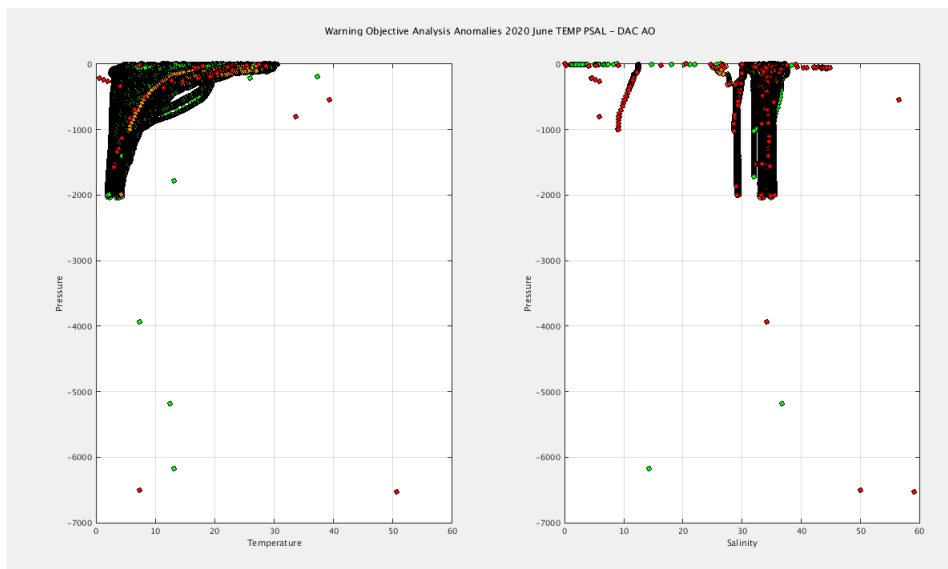 Warning Objective Analysis Anomalies 2020 June TEMP PSAL - DAC AO
0
-1000
-2000
-3000
-4000
-5000
-6000
-7000
Pressure
0 10 20 30 40 50 60
Temperature
0
-1000
-2000
-3000
-4000
-5000
-6000
-7000
Pressure
0 10 20 30 40 50 60
Salinity